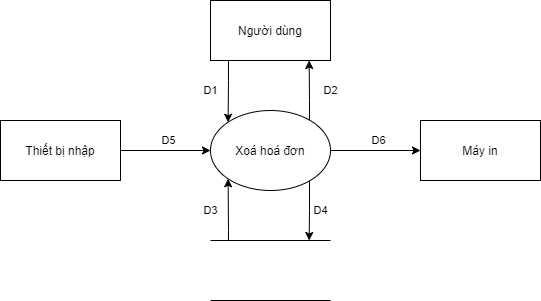 Người dùng
D1
D2
Thiết bị nhập
D5
Xoá hoá đơn
D6
Máy in
D3
D4